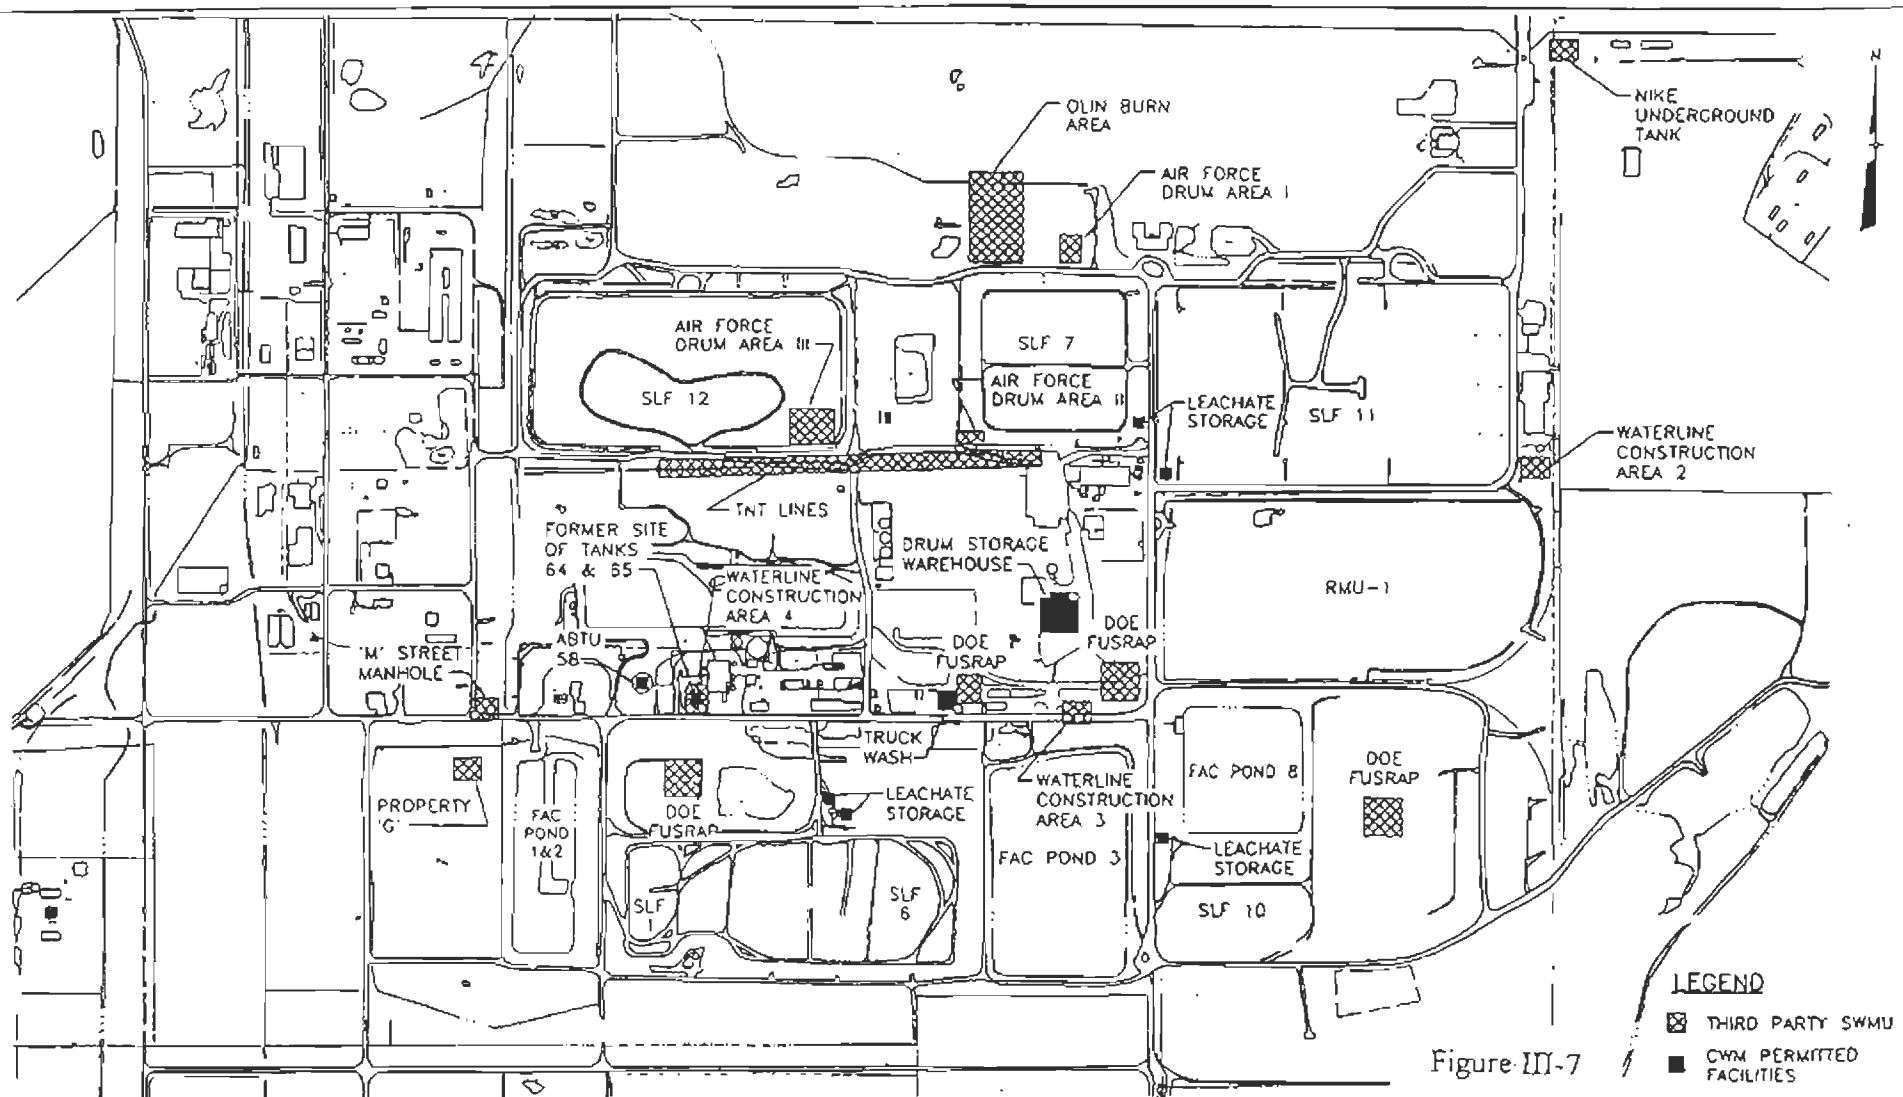 N
NIKE
UNDERGROUND
TANK
OLIN BURN
AREA
AIR FORCE
DRUM AREA I
AIR FORCE
DRUM AREA III
SLF 7
SLF 12
AIR FORCE
DRUM AREA II
LEACHATE
STORAGE
SLF 11
WATERLINE
CONSTRUCTION
AREA 2
TNT LINES
FORMER SITE
OF TANKS
64 & 65
DRUM STORAGE
WAREHOUSE
WATERLINE
CONSTRUCTION
AREA 4
RMU-1
ABTU
58
DOE
FUSRAP
DOE
FUSRAP
'M' STREET
MANHOLE
TRUCK
WASH
PROPERTY
'G'
FAC
POND
1&2
DOE
FUSRAP
LEACHATE
STORAGE
WATERLINE
CONSTRUCTION
AREA 3
FAC POND 8
DOE
FUSRAP
FAC POND 3
LEACHATE
STORAGE
SLF
1
SLF
6
SLF 10
LEGEND
THIRD PARTY SWMU
CWM PERMITTED
FACILITIES
Figure III-7